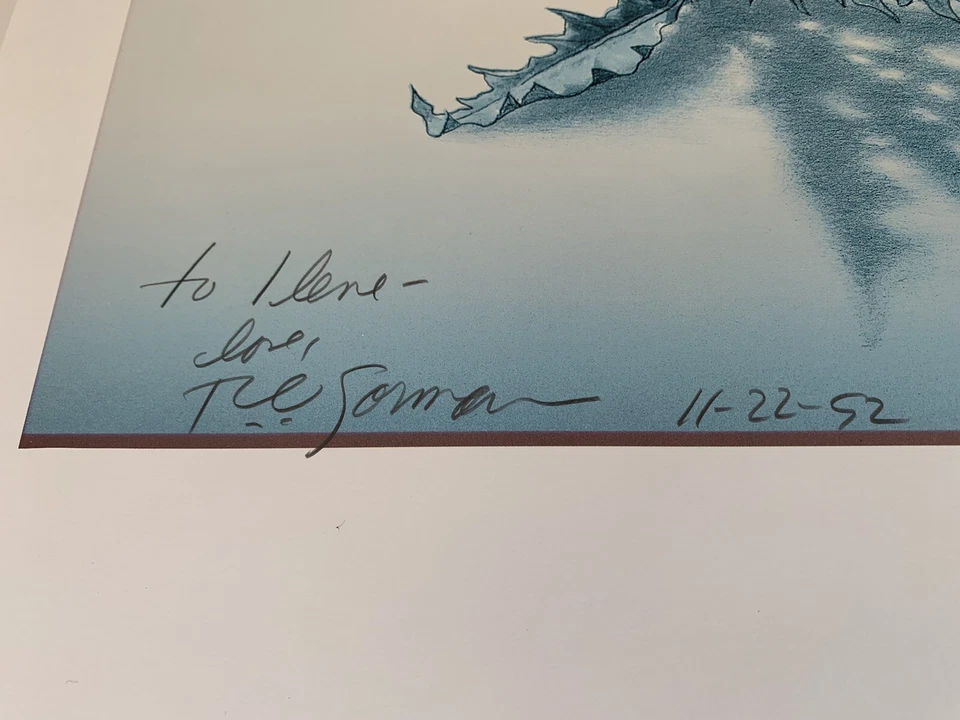 to Ilene-
love,
R.C. Gorman 11-22-92